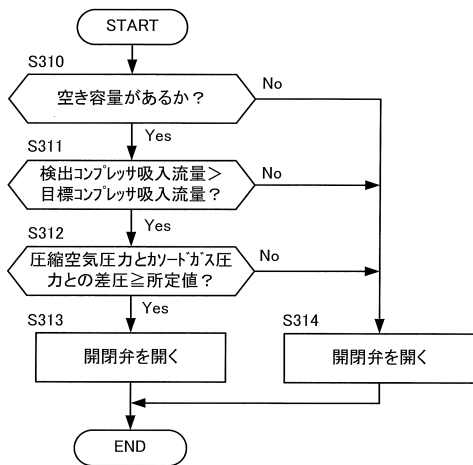 START
S310
空き容量があるか？
No
Yes
S311
検出ｺﾝﾌﾟﾚｯｻ吸入流量＞
目標ｺﾝﾌﾟﾚｯｻ吸入流量？
No
Yes
S312
圧縮空気圧力とｶｿｰﾄﾞｶﾞｽ圧
力との差圧≧所定値？
No
Yes
S313
開閉弁を開く
S314
開閉弁を開く
END